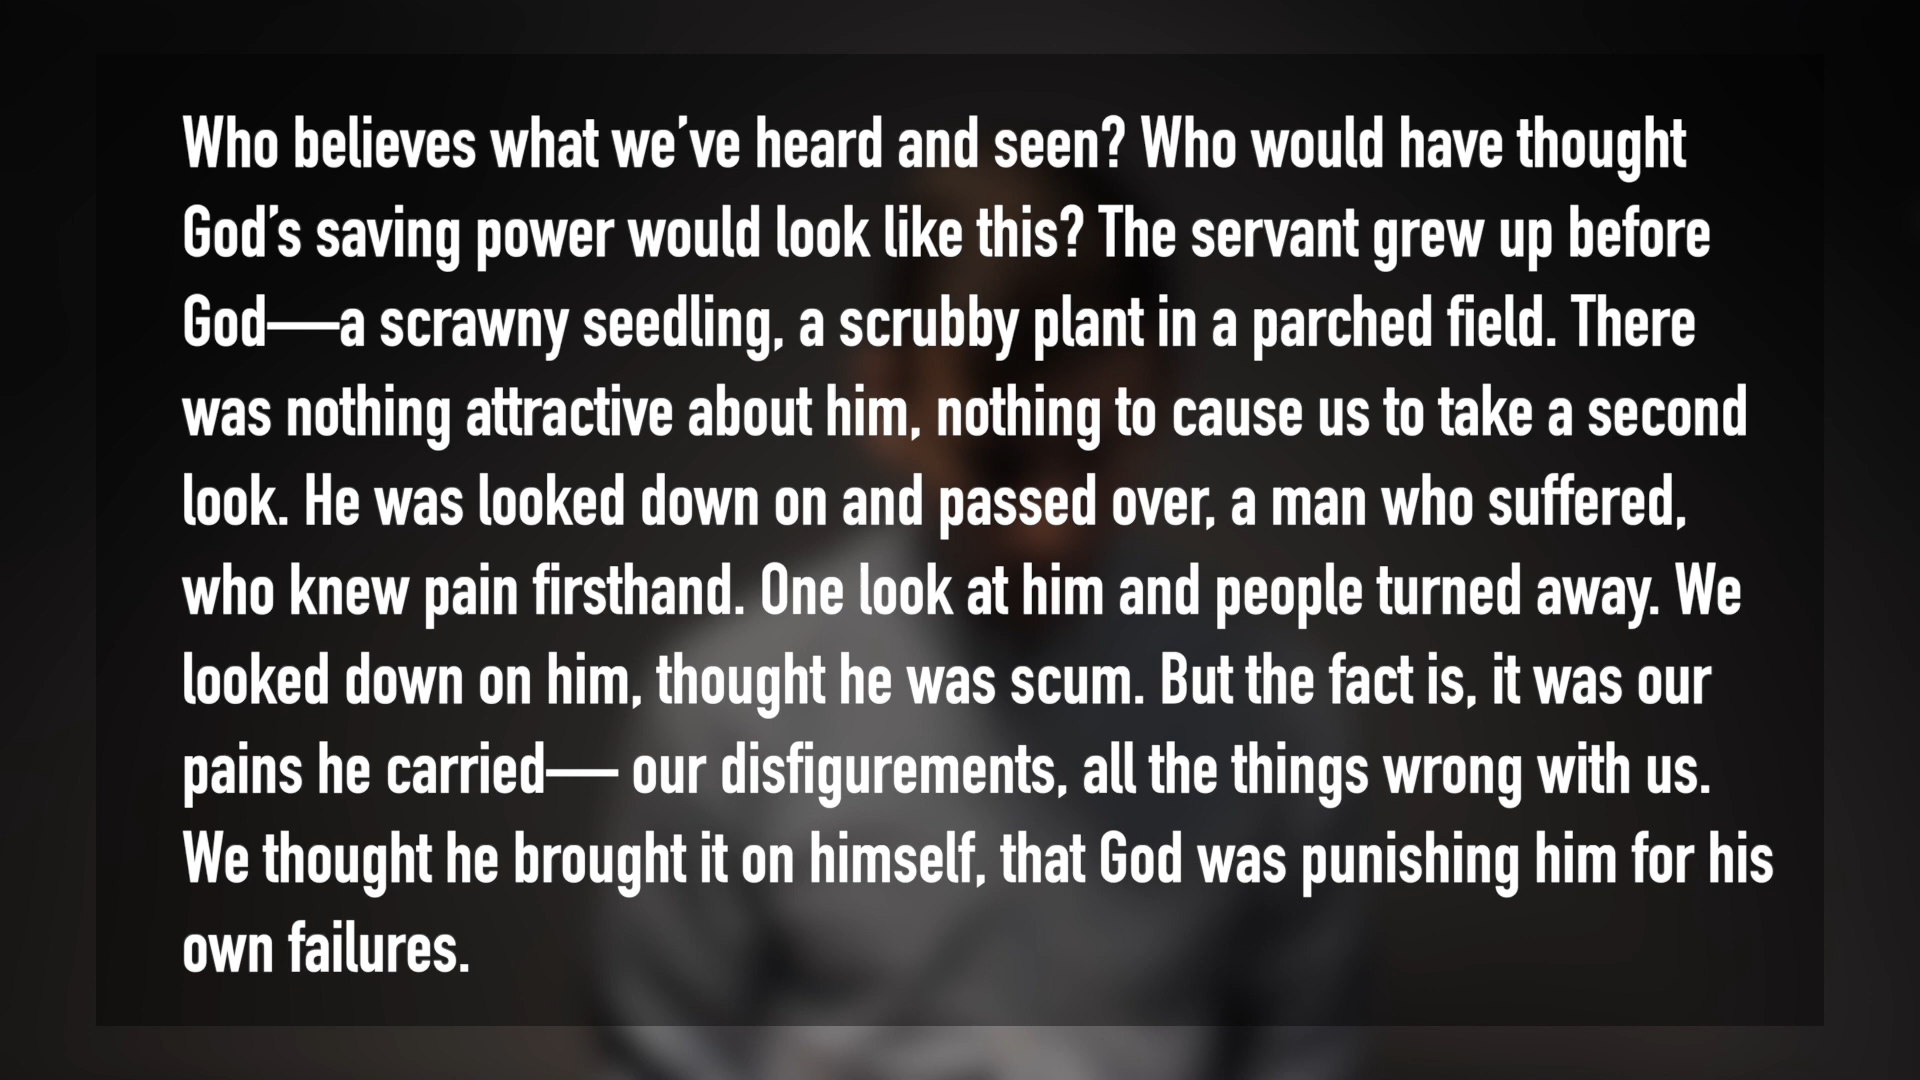 Who believes what we’ve heard and seen? Who would have thought
God’s saving power would look like this? The servant grew up before
God—a scrawny seedling, a scrubby plant in a parched field. There
was nothing attractive about him, nothing to cause us to take a second
look. He was looked down on and passed over, a man who suffered,
who knew pain firsthand. One look at him and people turned away. We
looked down on him, thought he was scum. But the fact is, it was our
pains he carried— our disfigurements, all the things wrong with us.
We thought he brought it on himself, that God was punishing him for his
own failures.